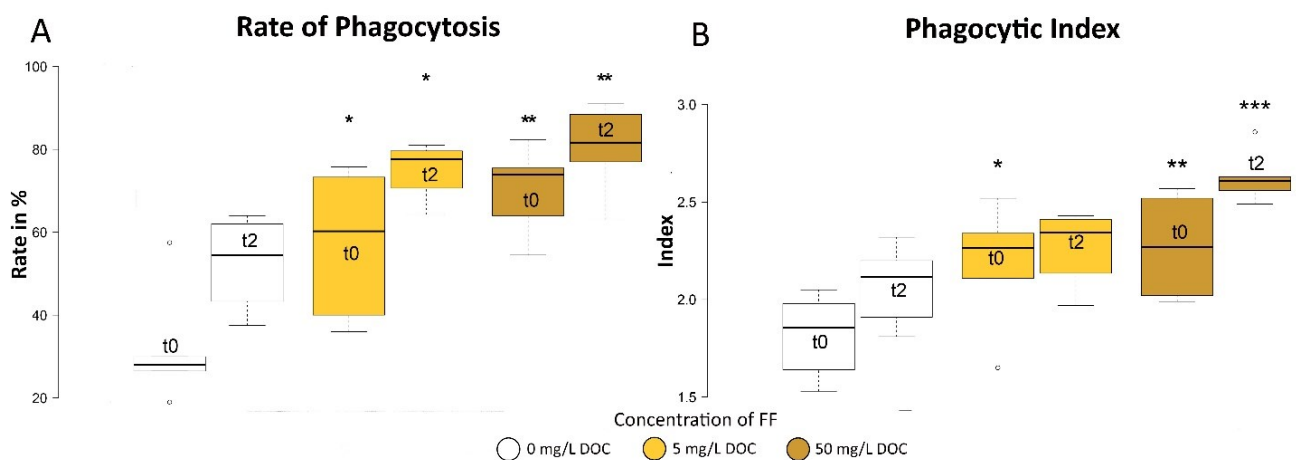 A
Rate of Phagocytosis
B
Phagocytic Index
Rate in %
100
80
60
40
20
t0
t2
*
t0
*
t2
**
t0
**
t2
Index
3.0
2.5
2.0
1.5
t0
t2
*
t0
t2
**
t0
***
t2
Concentration of FF
0 mg/L DOC 5 mg/L DOC 50 mg/L DOC